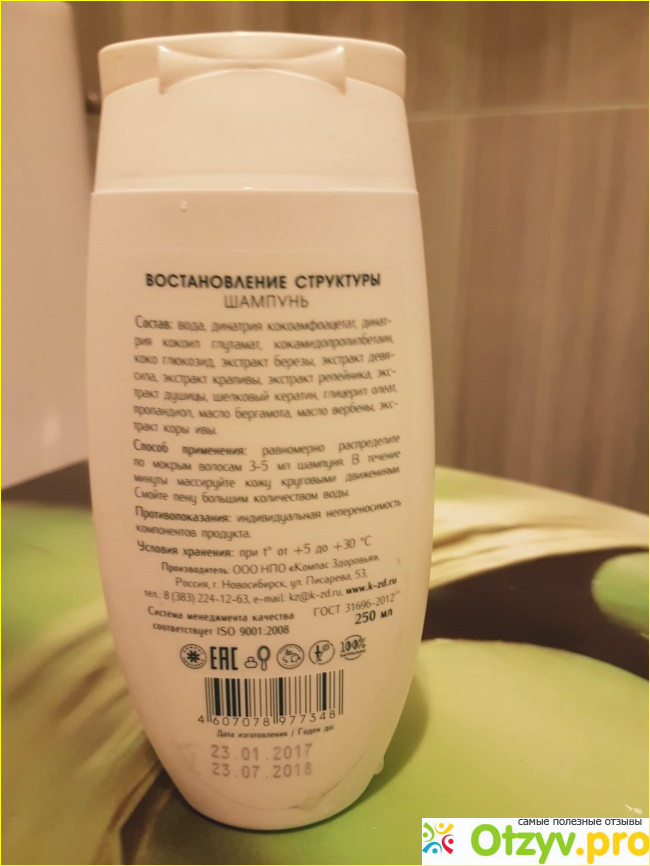 ВОСТАНОВЛЕНИЕ СТРУКТУРЫ
ШАМПУНЬ
Состав: вода, динатрия кокоамфоацетат, динат-
рия кокоил глутамат, кокамидопропилбетаин,
коко глюкозид, экстракт березы, экстракт девя-
сила, экстракт крапивы, экстракт репейника, экс-
тракт душицы, шелковый кератин, глицерил олеат,
пропандиол, масло бергамота, масло вербены, экс-
тракт коры ивы.
Способ применения: равномерно распределите
по мокрым волосам 3-5 мл шампуня. В течение
минуты массируйте кожу круговыми движениями.
Смойте пену большим количеством воды.
Противопоказания: индивидуальная непереносимость
компонентов продукта.
Условия хранения: при t° от +5 до +30 °C
Производитель: ООО НПО «Компас Здоровья»,
Россия, г. Новосибирск, ул. Писарева, 53,
тел.: 8 (383) 224-12-63, e-mail: kz@k-zd.ru, www.k-zd.ru
Система менеджмента качества ГОСТ 31696-2012
соответствует ISO 9001:2008 250 мл
EAC 100% НАТУРАЛЬНО
4 607078 977348
Дата изготовления / Годен до:
23.01.2017
23.07.2018
самые полезные отзывы
Otzyv.pro